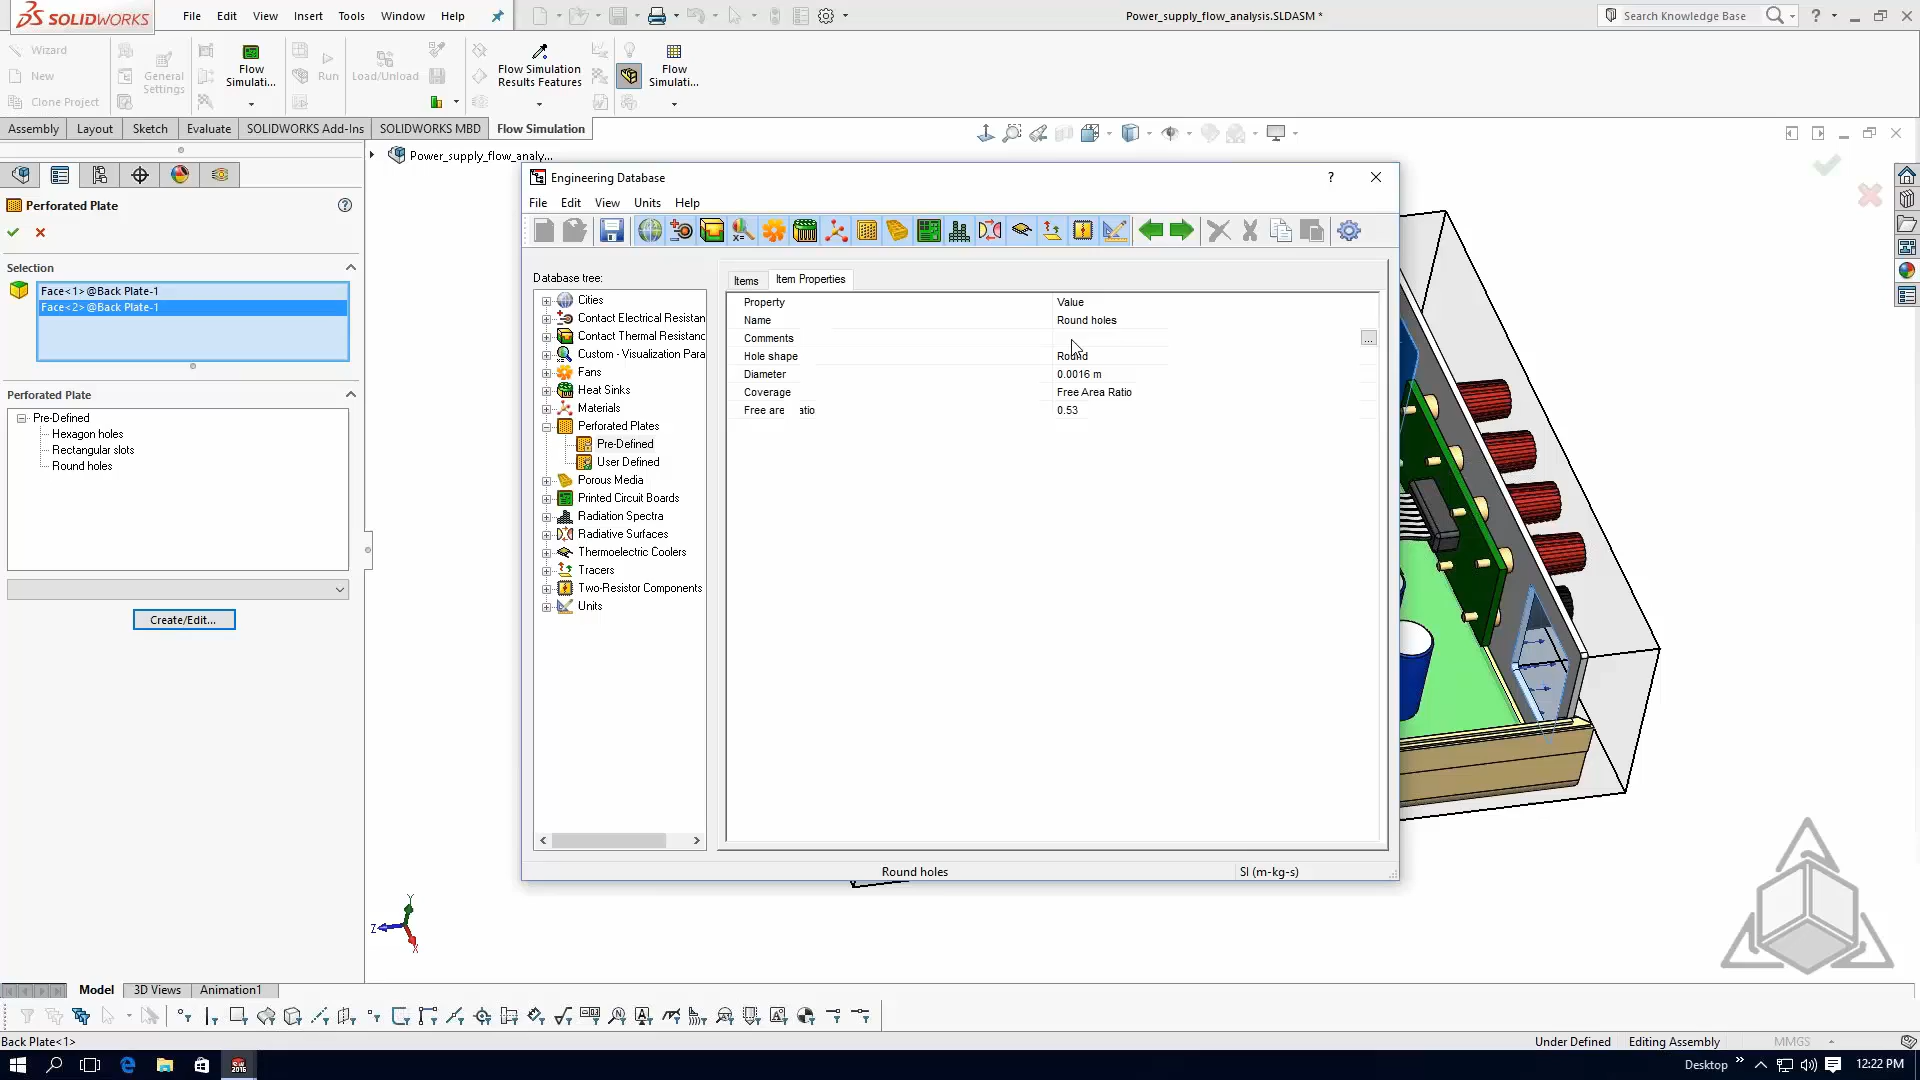 SOLIDWORKS
File Edit View Insert Tools Window Help
Power_supply_flow_analysis.SLDASM *
Search Knowledge Base
Wizard
New
Clone Project
General Settings
Flow Simulati...
Run
Load/Unload
Flow Simulation Results Features
Flow Simulati...
Assembly Layout Sketch Evaluate SOLIDWORKS Add-Ins SOLIDWORKS MBD Flow Simulation
Power_supply_flow_analy...
Perforated Plate
Selection
Face<1>@Back Plate-1
Face<2>@Back Plate-1
Perforated Plate
Pre-Defined
Hexagon holes
Rectangular slots
Round holes
Create/Edit...
Engineering Database
File Edit View Units Help
Database tree:
Cities
Contact Electrical Resistan
Contact Thermal Resistanc
Custom - Visualization Para
Fans
Heat Sinks
Materials
Perforated Plates
Pre-Defined
User Defined
Porous Media
Printed Circuit Boards
Radiation Spectra
Radiative Surfaces
Thermoelectric Coolers
Tracers
Two-Resistor Components
Units
Items Item Properties
Property Value
Name Round holes
Comments
...
Hole shape Round
Diameter 0.0016 m
Coverage Free Area Ratio
Free are atio 0.53
Round holes SI (m-kg-s)
Y
Z
X
Model 3D Views Animation1
Back Plate<1>
Under Defined Editing Assembly MMGS
Desktop
12:22 PM